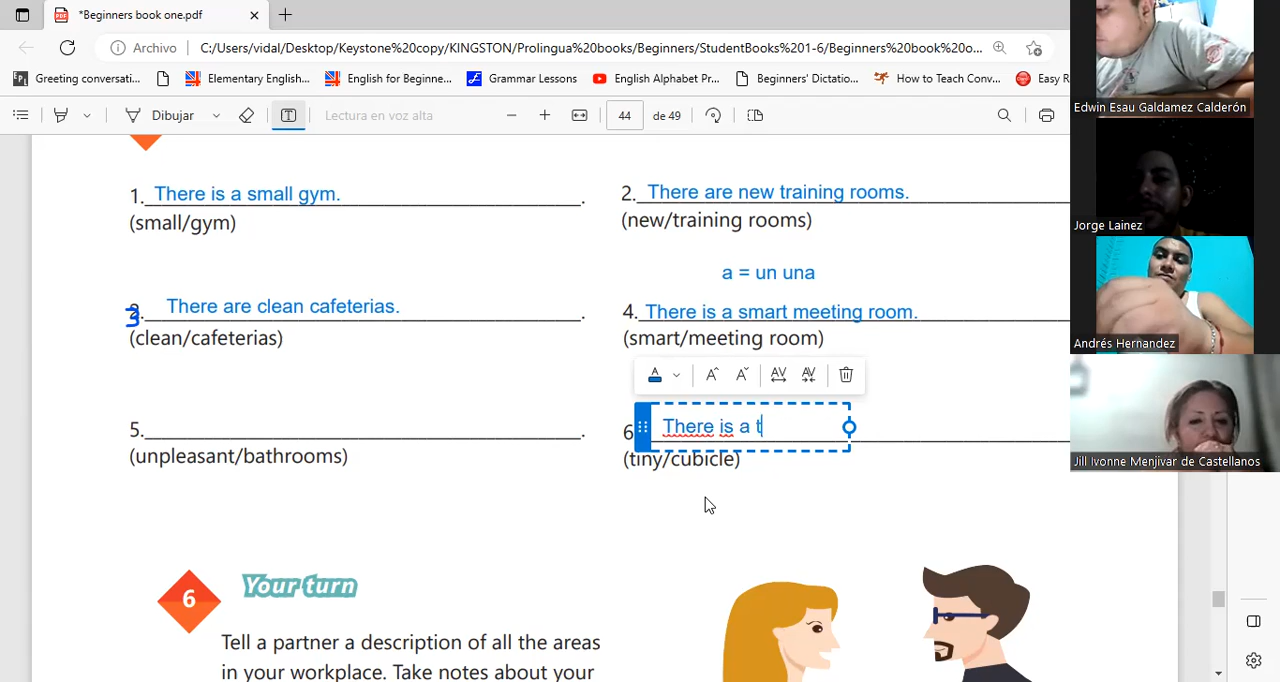 *Beginners book one.pdf
Archivo C:/Users/vidal/Desktop/Keystone%20copy/KINGSTON/Prolingua%20books/Beginners/StudentBooks%201-6/Beginners%20book%20o...
Greeting conversati... Elementary English... English for Beginne... Grammar Lessons English Alphabet Pr... Beginners' Dictatio... How to Teach Conv... Easy R
Dibujar Lectura en voz alta 44 de 49
Edwin Esau Galdamez Calderón
Jorge Lainez
Andrés Hernandez
Jill Ivonne Menjivar de Castellanos
1. There is a small gym.
(small/gym)
2. There are new training rooms.
(new/training rooms)
a = un una
3. There are clean cafeterias.
(clean/cafeterias)
4. There is a smart meeting room.
(smart/meeting room)
5.
(unpleasant/bathrooms)
6 There is a t
(tiny/cubicle)
6 Your turn
Tell a partner a description of all the areas
in your workplace. Take notes about your